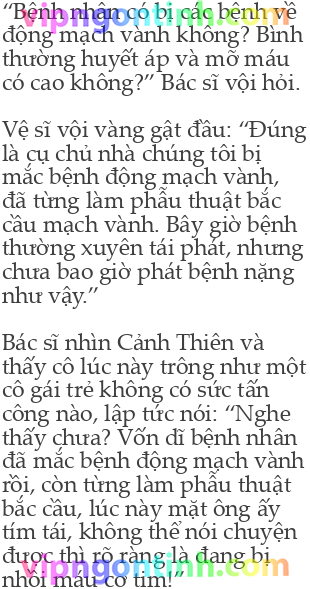 “Bệnh nhân có bị các bệnh về
động mạch vành không? Bình
thường huyết áp và mỡ máu
có cao không?” Bác sĩ vội hỏi.
Vệ sĩ vội vàng gật đầu: “Đúng
là cụ chủ nhà chúng tôi bị
mắc bệnh động mạch vành,
đã từng làm phẫu thuật bắc
cầu mạch vành. Bây giờ bệnh
thường xuyên tái phát, nhưng
chưa bao giờ phát bệnh nặng
như vậy.”
Bác sĩ nhìn Cảnh Thiên và
thấy cô lúc này trông như một
cô gái trẻ không có sức tấn
công nào, lập tức nói: “Nghe
thấy chưa? Vốn dĩ bệnh nhân
đã mắc bệnh động mạch vành
rồi, còn từng làm phẫu thuật
bắc cầu, lúc này mặt ông ấy
tím tái, không thể nói chuyện
được thì rõ ràng là đang bị
nhồi máu cơ tim!”
vipngontinh.com
vipngontinh.com